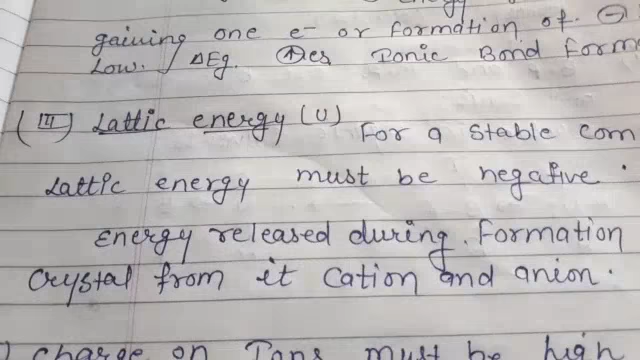 gaining one e- or formation of ⊖
Low. / ΔEg. ⊕es Ionic Bond Form
(III) Lattic energy (U) For a stable com
Lattic energy must be negative.
Energy released during. Formation
Crystal from it Cation and anion.
Charge on Ions must be high